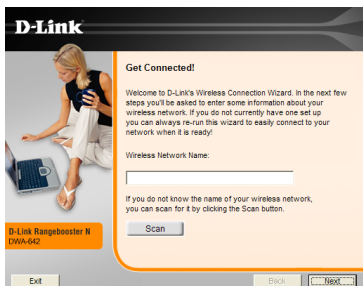 D-Link
Get Connected!
Welcome to D-Link's Wireless Connection Wizard. In the next few
steps you'll be asked to enter some information about your
wireless network. If you do not currently have one set up
you can always re-run this wizard to easily connect to your
network when it is ready!
Wireless Network Name:
If you do not know the name of your wireless network,
you can scan for it by clicking the Scan button.
Scan
D-Link Rangebooster N
DWA-642
Exit
Back
Next